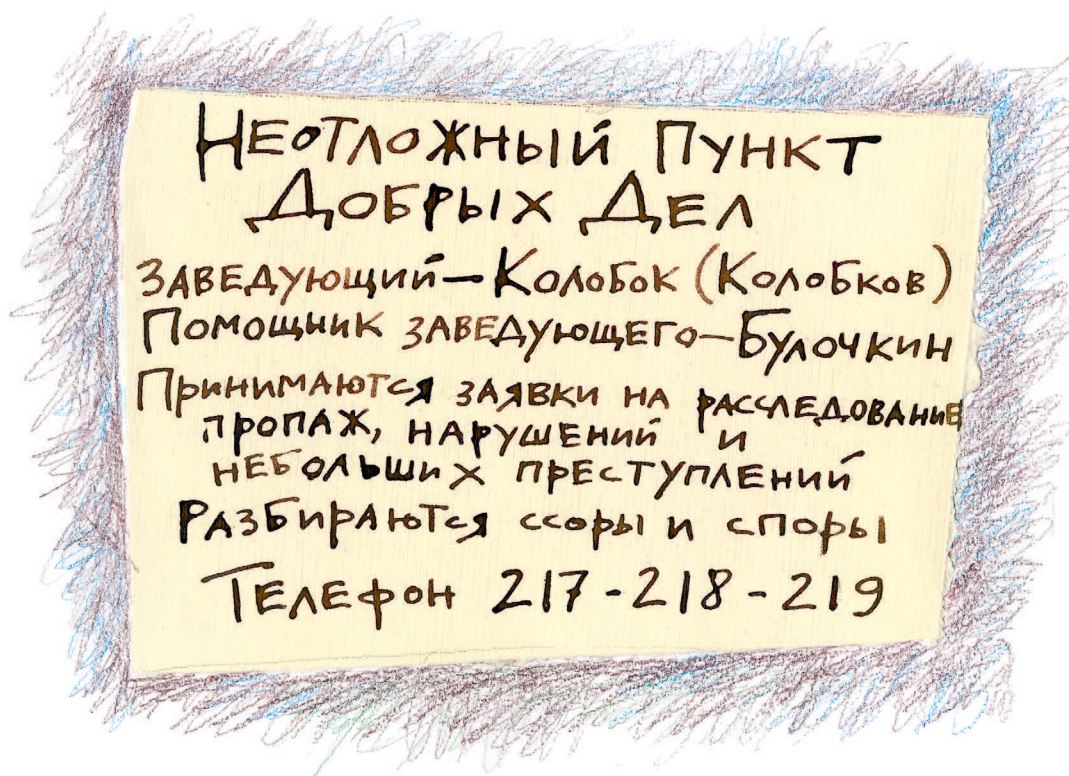 Неотложный Пункт
Добрых Дел
Заведующий – Колобок (Колобков)
Помощник заведующего – Булочкин
Принимаются заявки на расследование
пропаж, нарушений и
небольших преступлений
Разбираются ссоры и споры
Телефон 217-218-219